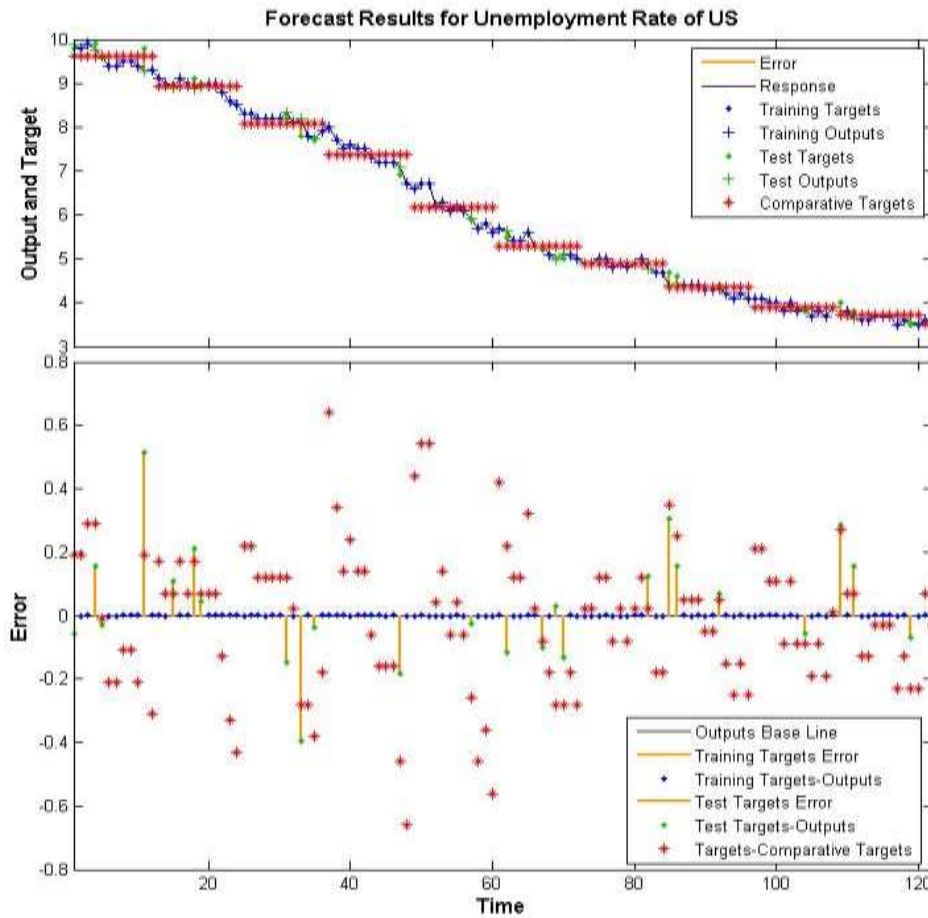 Forecast Results for Unemployment Rate of US
Output and Target
10
9
8
7
6
5
4
3
Error
Response
Training Targets
Training Outputs
Test Targets
Test Outputs
Comparative Targets
Error
0.8
0.6
0.4
0.2
0
-0.2
-0.4
-0.6
-0.8
Outputs Base Line
Training Targets Error
Training Targets-Outputs
Test Targets Error
Test Targets-Outputs
Targets-Comparative Targets
20
40
60
80
100
120
Time